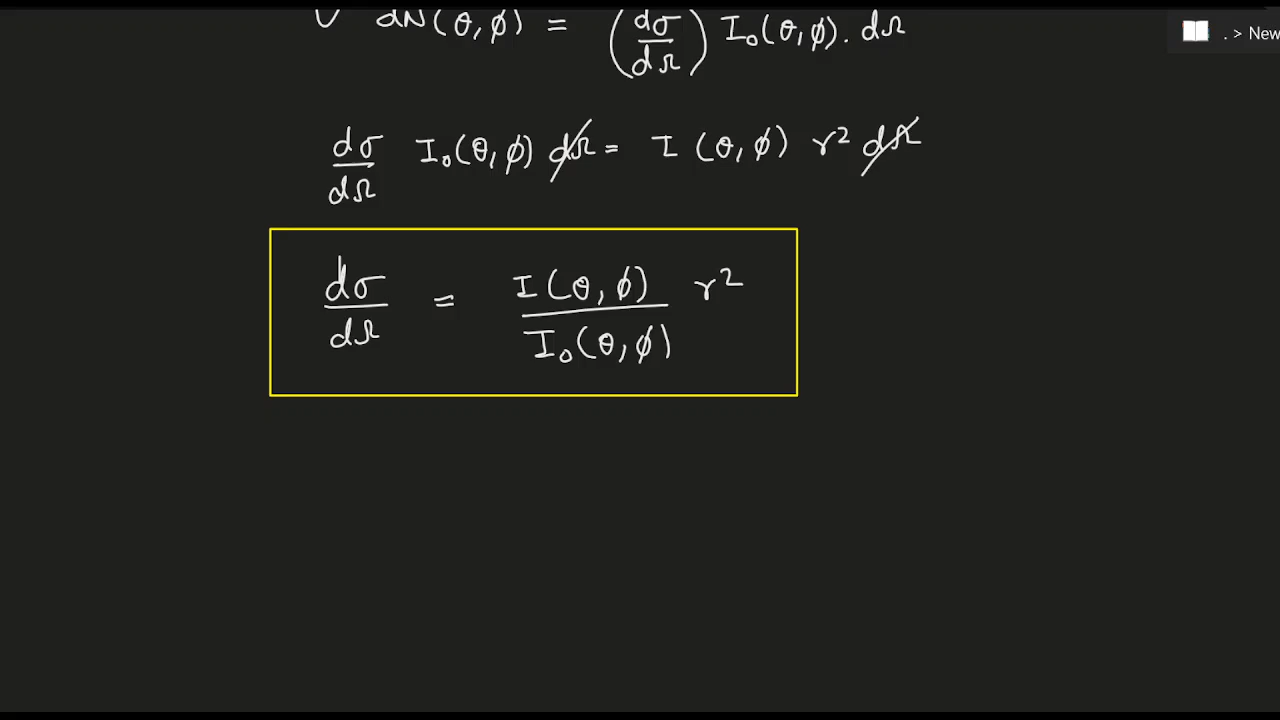 dN(θ,φ) = (dσ/dΩ) I₀(θ,φ). dΩ
. > New
dσ/dΩ I₀(θ,φ) dΩ = I (θ,φ) r² dΩ
dσ/dΩ = I(θ,φ)/I₀(θ,φ) r²